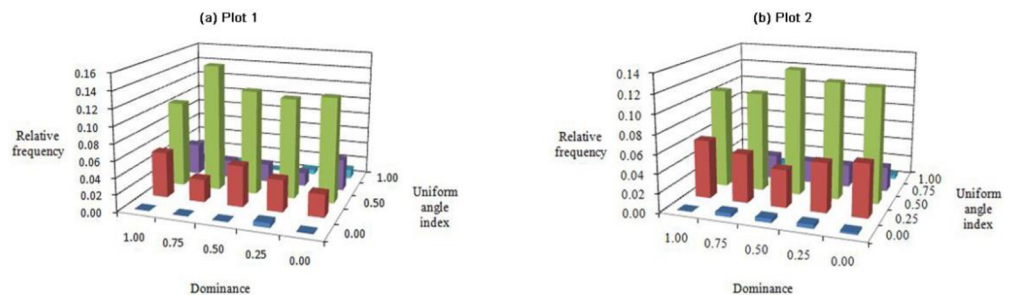 (a) Plot 1
0.16
0.14
0.12
0.10
0.08
0.06
0.04
0.02
0.00
Relative
frequency
1.00
0.75
0.50
0.25
0.00
Dominance
1.00
0.50
0.00
Uniform
angle
index
(b) Plot 2
0.14
0.12
0.10
0.08
0.06
0.04
0.02
0.00
Relative
frequency
1.00
0.75
0.50
0.25
0.00
Dominance
1.00
0.75
0.50
0.25
0.00
Uniform
angle
index